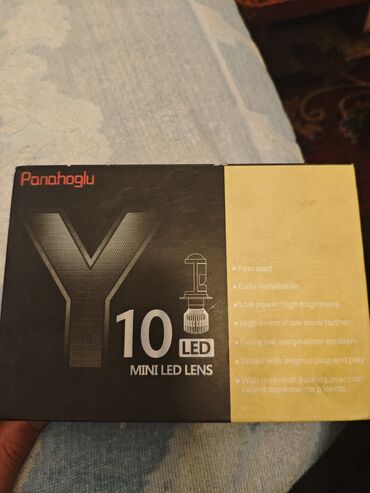 Panahoglu
Y
10 LED
MINI LED LENS
• Fast start
• Easy installation
• Low power/high brightness
• High beam show more farther
• Solve the astigmatism problem
• Install with original plug and play
• With invention patents, practical
patent appearance patents